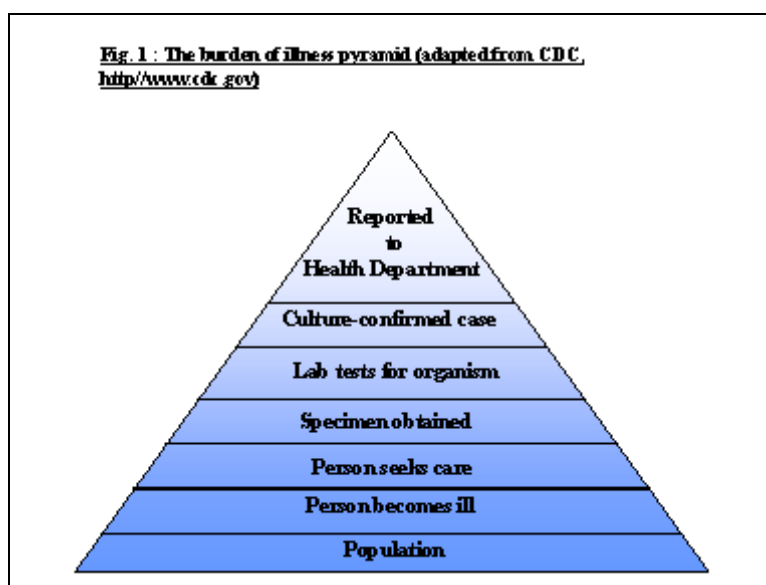 Fig. 1 : The burden of illness pyramid (adapted from CDC,
http//www.cdc.gov)
Reported
to
Health Department
Culture-confirmed case
Lab tests for organism
Specimen obtained
Person seeks care
Person becomes ill
Population